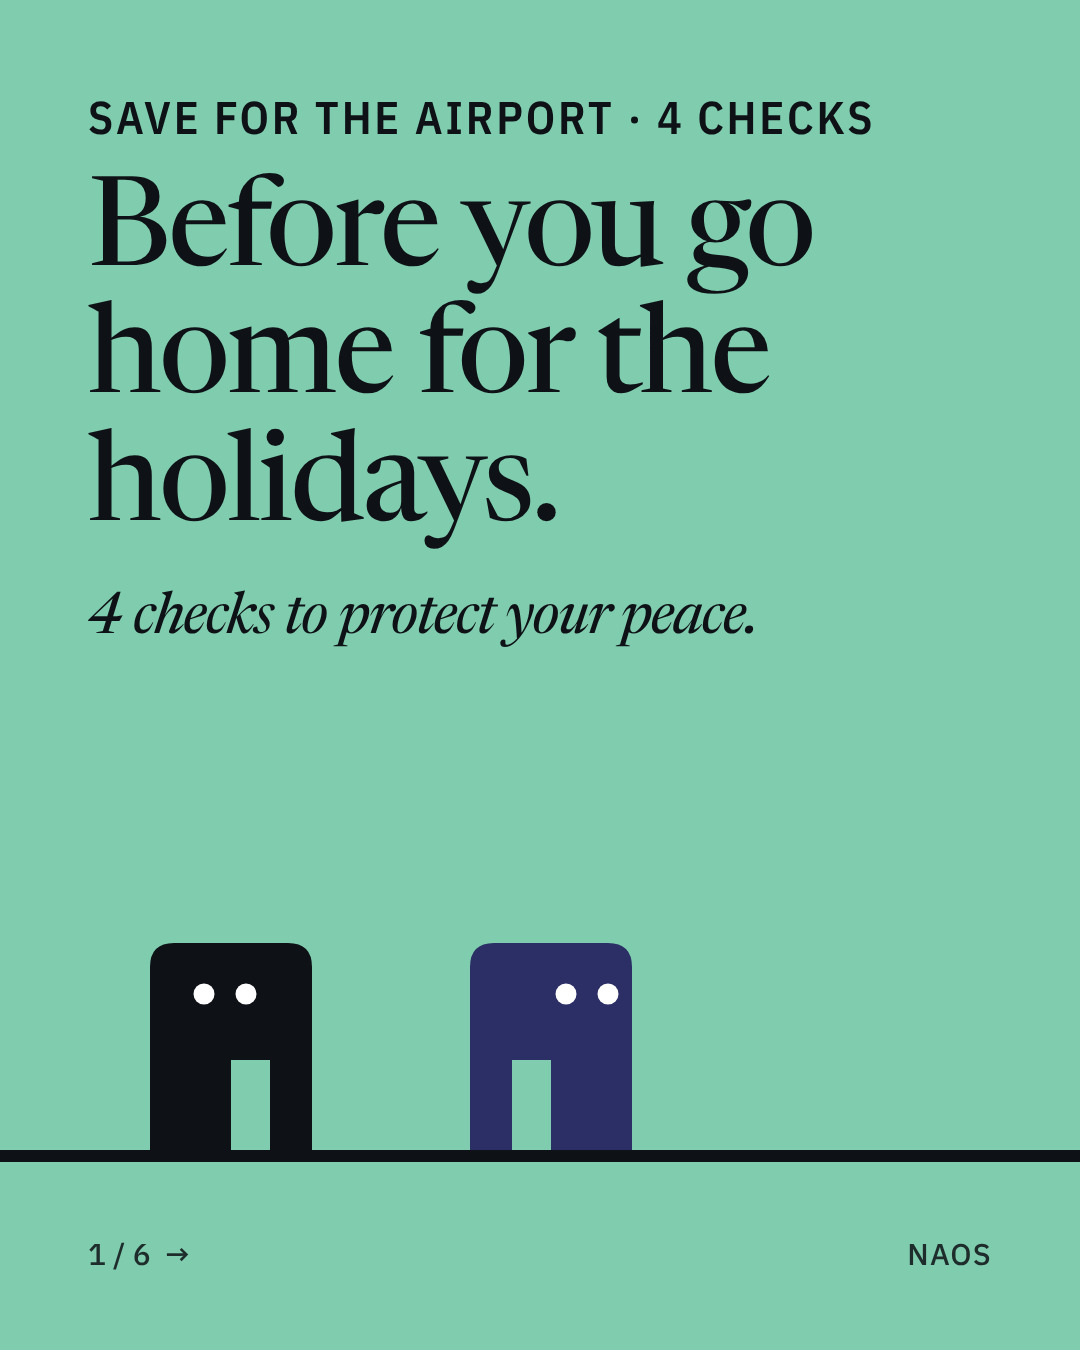 SAVE FOR THE AIRPORT · 4 CHECKS
Before you go
home for the
holidays.
4 checks to protect your peace.
1 / 6 →
NAOS